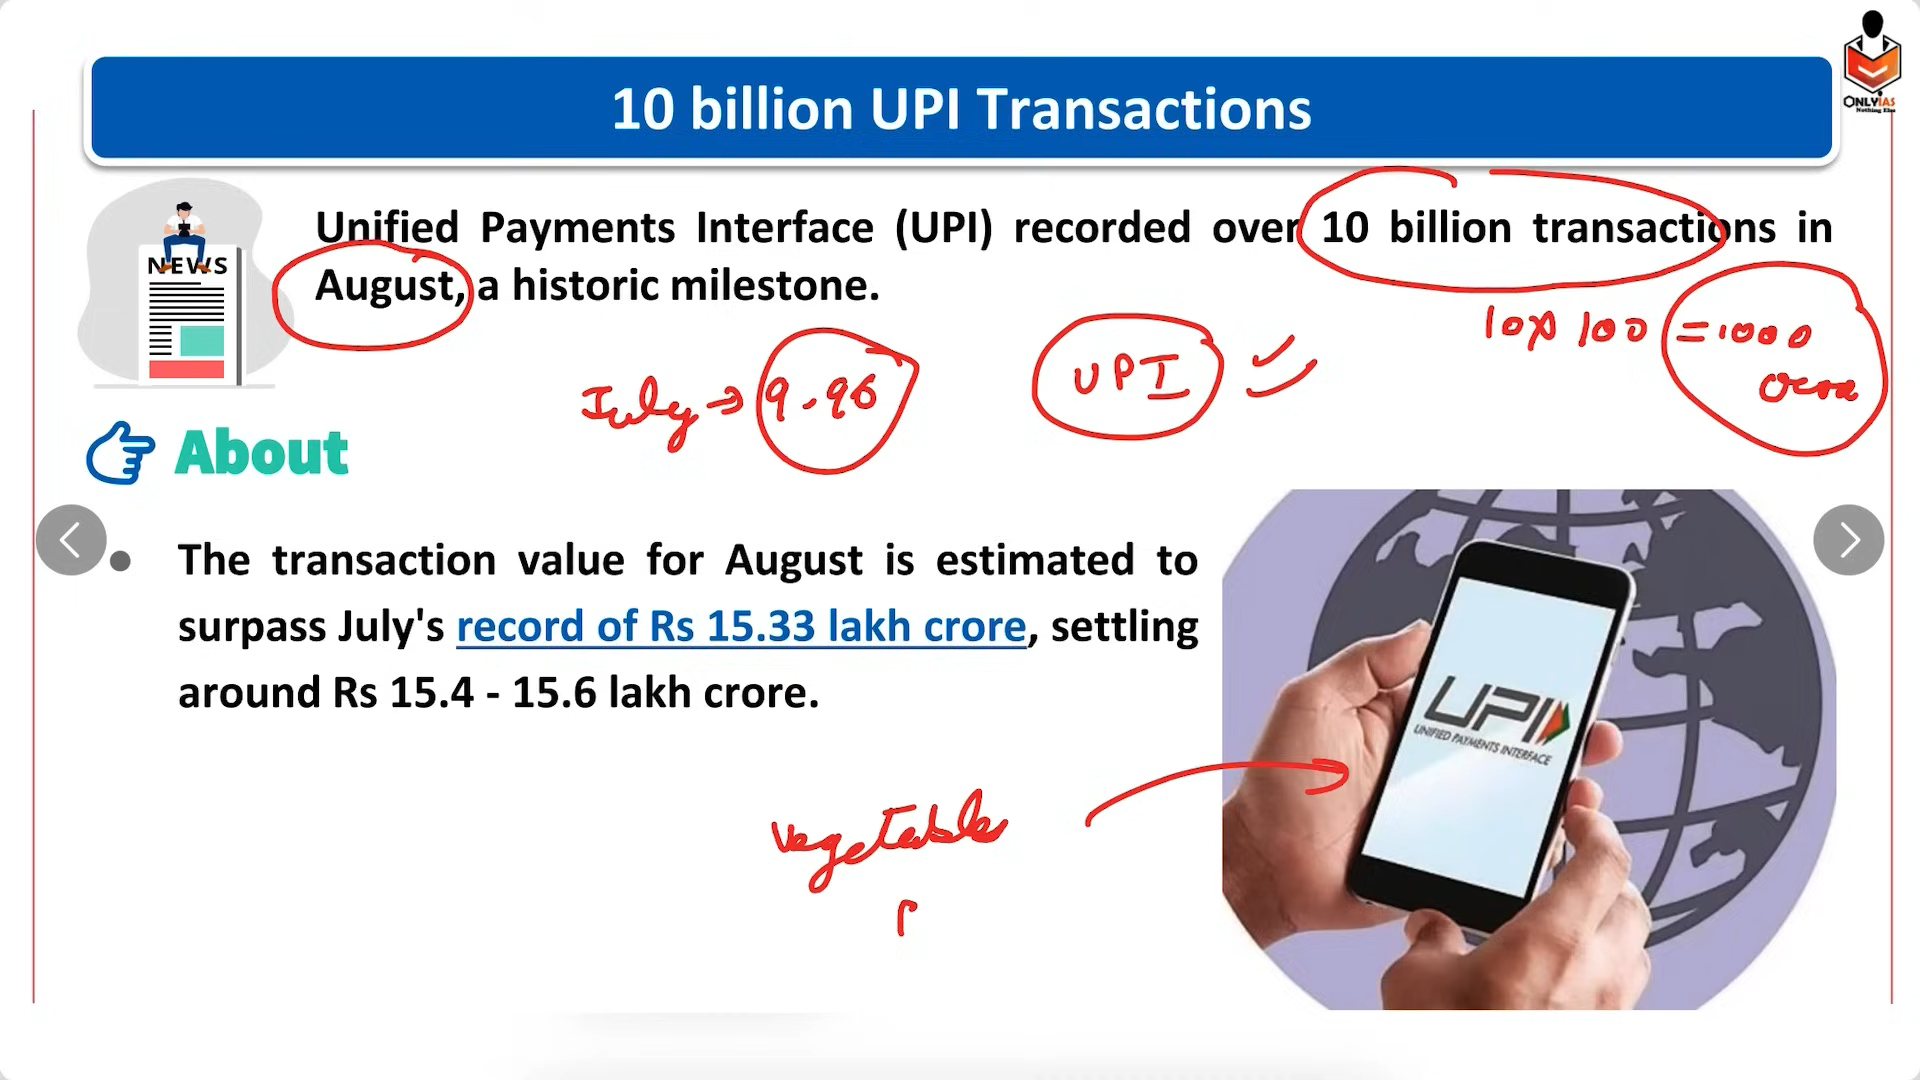 10 billion UPI Transactions
ONLYIAS
Nothing Else
NEWS
Unified Payments Interface (UPI) recorded over 10 billion transactions in
August, a historic milestone.
10x 100 = 1000
July → 9.96
UPI
About
The transaction value for August is estimated to
surpass July's record of Rs 15.33 lakh crore, settling
around Rs 15.4 - 15.6 lakh crore.
UPI
UNIFIED PAYMENTS INTERFACE
vegetable